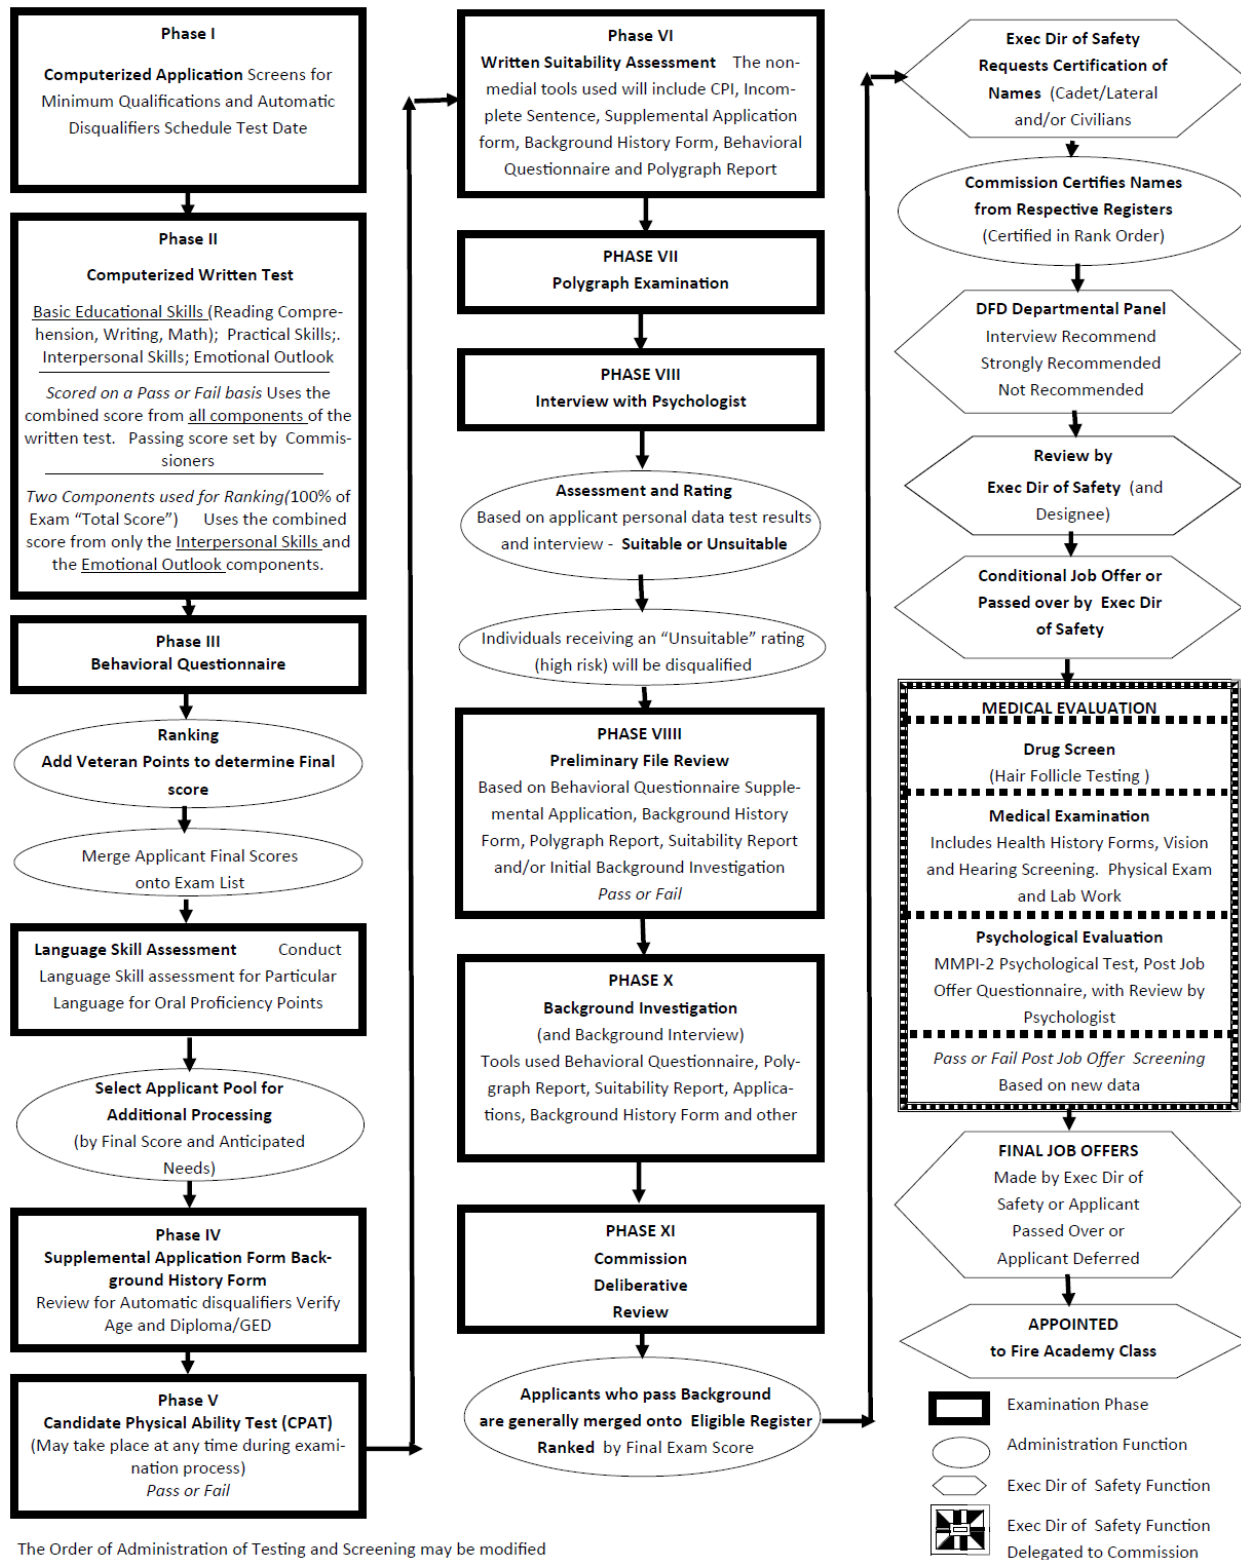 Phase I
Computerized Application Screens for
Minimum Qualifications and Automatic
Disqualifiers Schedule Test Date
Phase II
Computerized Written Test
Basic Educational Skills (Reading Compre-
hension, Writing, Math); Practical Skills;.
Interpersonal Skills; Emotional Outlook
Scored on a Pass or Fail basis Uses the
combined score from all components of the
written test. Passing score set by Commis-
sioners
Two Components used for Ranking(100% of
Exam “Total Score”) Uses the combined
score from only the Interpersonal Skills and
the Emotional Outlook components.
Phase III
Behavioral Questionnaire
Ranking
Add Veteran Points to determine Final
score
Merge Applicant Final Scores
onto Exam List
Language Skill Assessment Conduct
Language Skill assessment for Particular
Language for Oral Proficiency Points
Select Applicant Pool for
Additional Processing
(by Final Score and Anticipated
Needs)
Phase IV
Supplemental Application Form Back-
ground History Form
Review for Automatic disqualifiers Verify
Age and Diploma/GED
Phase V
Candidate Physical Ability Test (CPAT)
(May take place at any time during exami-
nation process)
Pass or Fail
The Order of Administration of Testing and Screening may be modified
Phase VI
Written Suitability Assessment The non-
medial tools used will include CPI, Incom-
plete Sentence, Supplemental Application
form, Background History Form, Behavioral
Questionnaire and Polygraph Report
PHASE VII
Polygraph Examination
PHASE VIII
Interview with Psychologist
Assessment and Rating
Based on applicant personal data test results
and interview - Suitable or Unsuitable
Individuals receiving an “Unsuitable” rating
(high risk) will be disqualified
PHASE VIIII
Preliminary File Review
Based on Behavioral Questionnaire Supple-
mental Application, Background History
Form, Polygraph Report, Suitability Report
and/or Initial Background Investigation
Pass or Fail
PHASE X
Background Investigation
(and Background Interview)
Tools used Behavioral Questionnaire, Poly-
graph Report, Suitability Report, Applica-
tions, Background History Form and other
PHASE XI
Commission
Deliberative
Review
Applicants who pass Background
are generally merged onto Eligible Register
Ranked by Final Exam Score
Exec Dir of Safety
Requests Certification of
Names (Cadet/Lateral
and/or Civilians
Commission Certifies Names
from Respective Registers
(Certified in Rank Order)
DFD Departmental Panel
Interview Recommend
Strongly Recommended
Not Recommended
Review by
Exec Dir of Safety (and
Designee)
Conditional Job Offer or
Passed over by Exec Dir
of Safety
MEDICAL EVALUATION
Drug Screen
(Hair Follicle Testing )
Medical Examination
Includes Health History Forms, Vision
and Hearing Screening. Physical Exam
and Lab Work
Psychological Evaluation
MMPI-2 Psychological Test, Post Job
Offer Questionnaire, with Review by
Psychologist
Pass or Fail Post Job Offer Screening
Based on new data
FINAL JOB OFFERS
Made by Exec Dir of
Safety or Applicant
Passed Over or
Applicant Deferred
APPOINTED
to Fire Academy Class
Examination Phase
Administration Function
Exec Dir of Safety Function
Exec Dir of Safety Function
Delegated to Commission